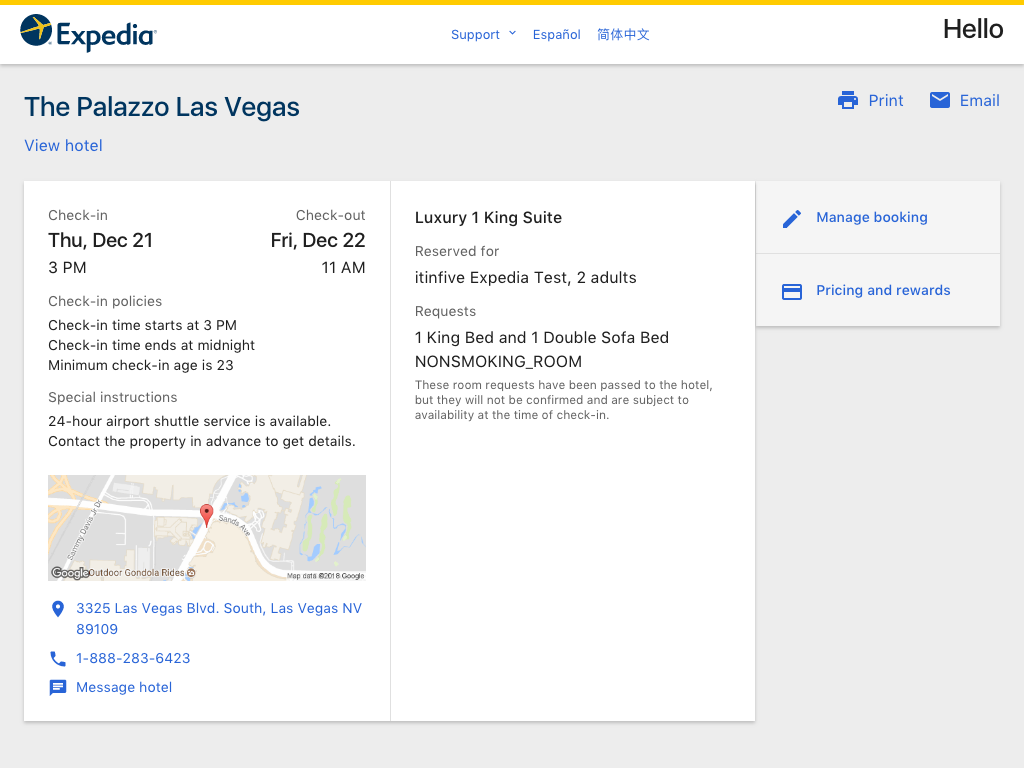 Expedia
Support
Español
简体中文
Hello
The Palazzo Las Vegas
View hotel
Print
Email
Check-in
Check-out
Thu, Dec 21
Fri, Dec 22
3 PM
11 AM
Check-in policies
Check-in time starts at 3 PM
Check-in time ends at midnight
Minimum check-in age is 23
Special instructions
24-hour airport shuttle service is available.
Contact the property in advance to get details.
Sammy Davis Jr Dr
Sands Ave
Google
Outdoor Gondola Rides
Map data ©2018 Google
3325 Las Vegas Blvd. South, Las Vegas NV
89109
1-888-283-6423
Message hotel
Luxury 1 King Suite
Reserved for
itinfive Expedia Test, 2 adults
Requests
1 King Bed and 1 Double Sofa Bed
NONSMOKING_ROOM
These room requests have been passed to the hotel,
but they will not be confirmed and are subject to
availability at the time of check-in.
Manage booking
Pricing and rewards